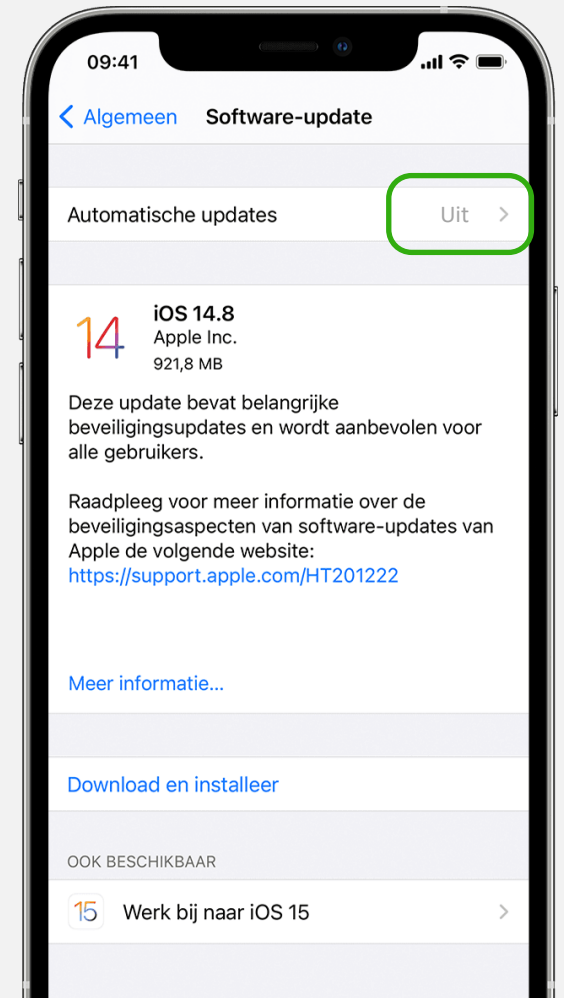 09:41
Algemeen Software-update
Automatische updates Uit
14
iOS 14.8
Apple Inc.
921,8 MB
Deze update bevat belangrijke
beveiligingsupdates en wordt aanbevolen voor
alle gebruikers.
Raadpleeg voor meer informatie over de
beveiligingsaspecten van software-updates van
Apple de volgende website:
https://support.apple.com/HT201222
Meer informatie...
Download en installeer
OOK BESCHIKBAAR
15 Werk bij naar iOS 15